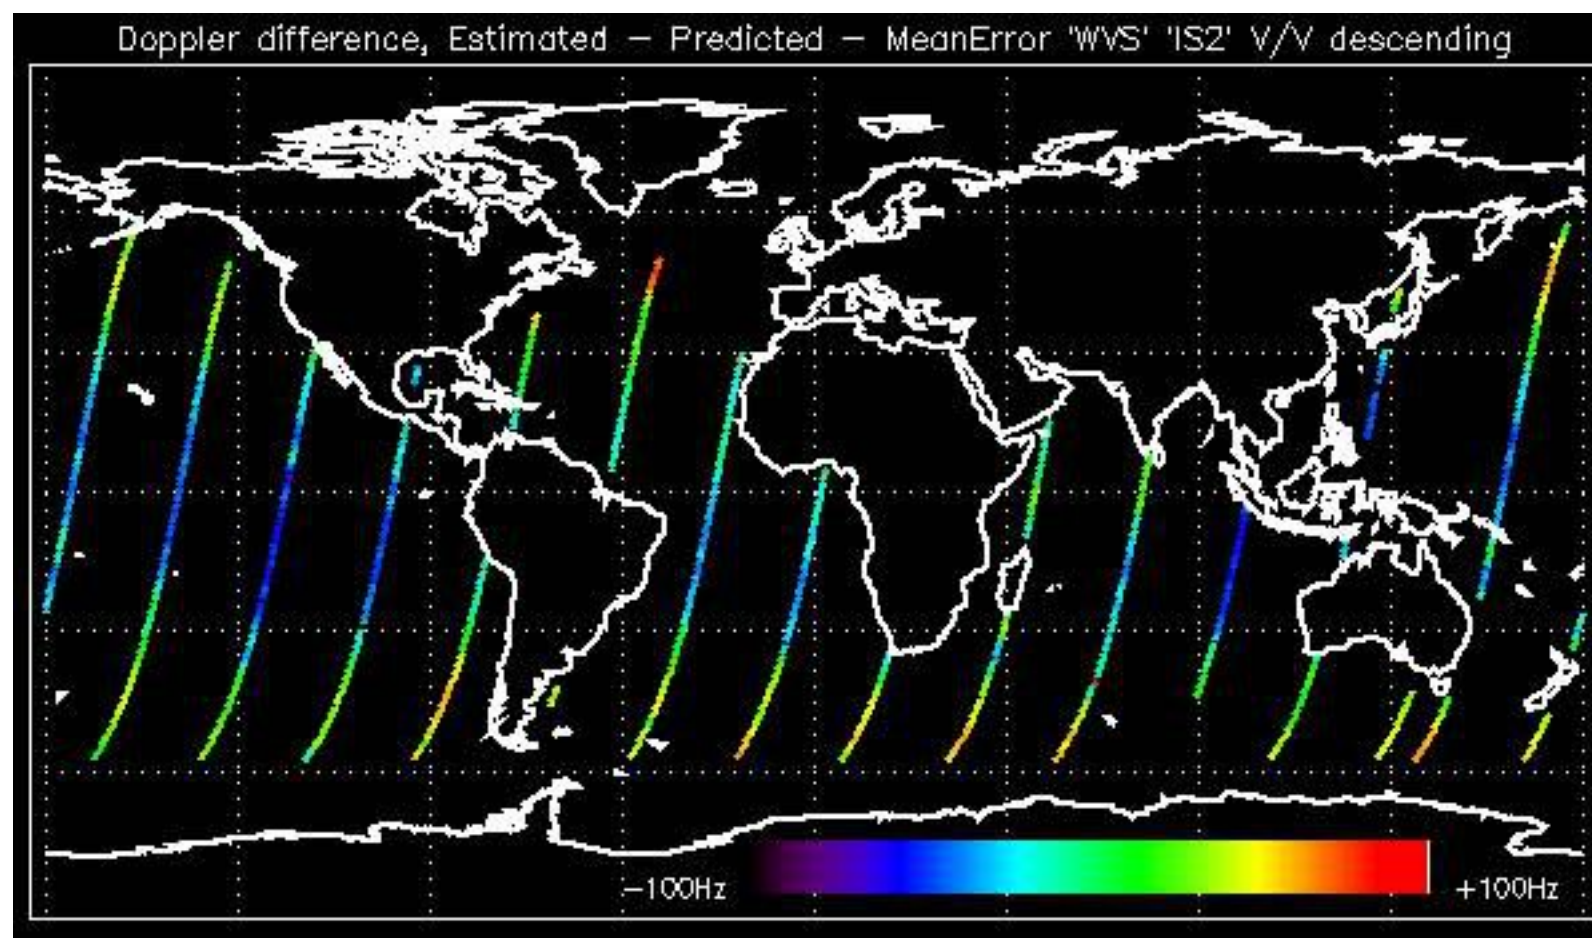 Doppler difference, Estimated – Predicted – MeanError 'WVS' 'IS2' V/V descending
–100Hz +100Hz